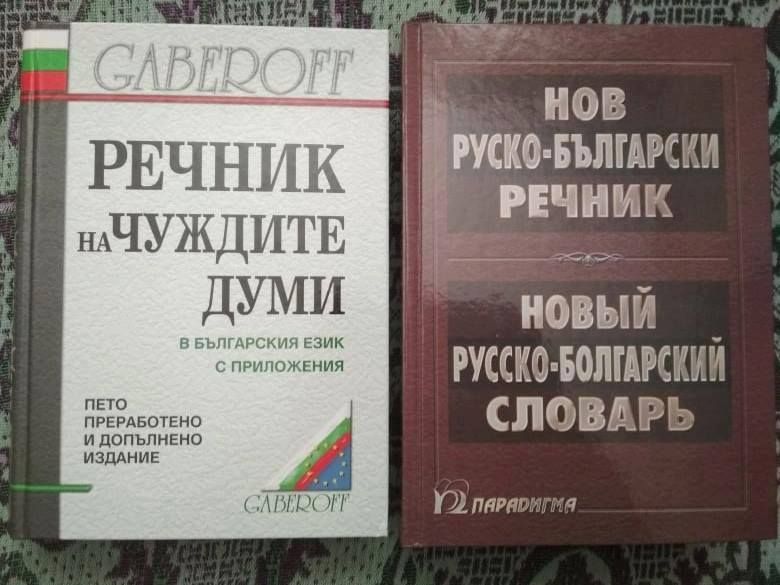 GABEROFF
РЕЧНИК
НА ЧУЖДИТЕ
ДУМИ
В БЪЛГАРСКИЯ ЕЗИК
С ПРИЛОЖЕНИЯ
ПЕТО
ПРЕРАБОТЕНО
И ДОПЪЛНЕНО
ИЗДАНИЕ
GABEROFF
НОВ
РУСКО-БЪЛГАРСКИ
РЕЧНИК
НОВЫЙ
РУССКО-БОЛГАРСКИЙ
СЛОВАРЬ
ПАРАДИГМА